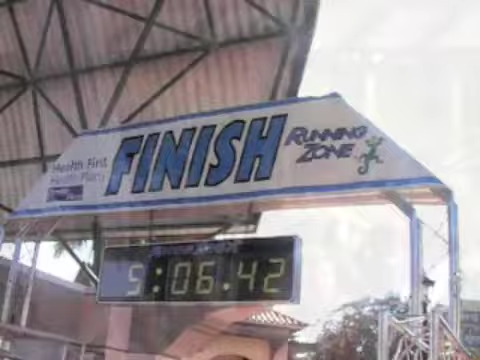 Health First
Health Plans
FINISH
RUNNING
ZONE
5:06.42